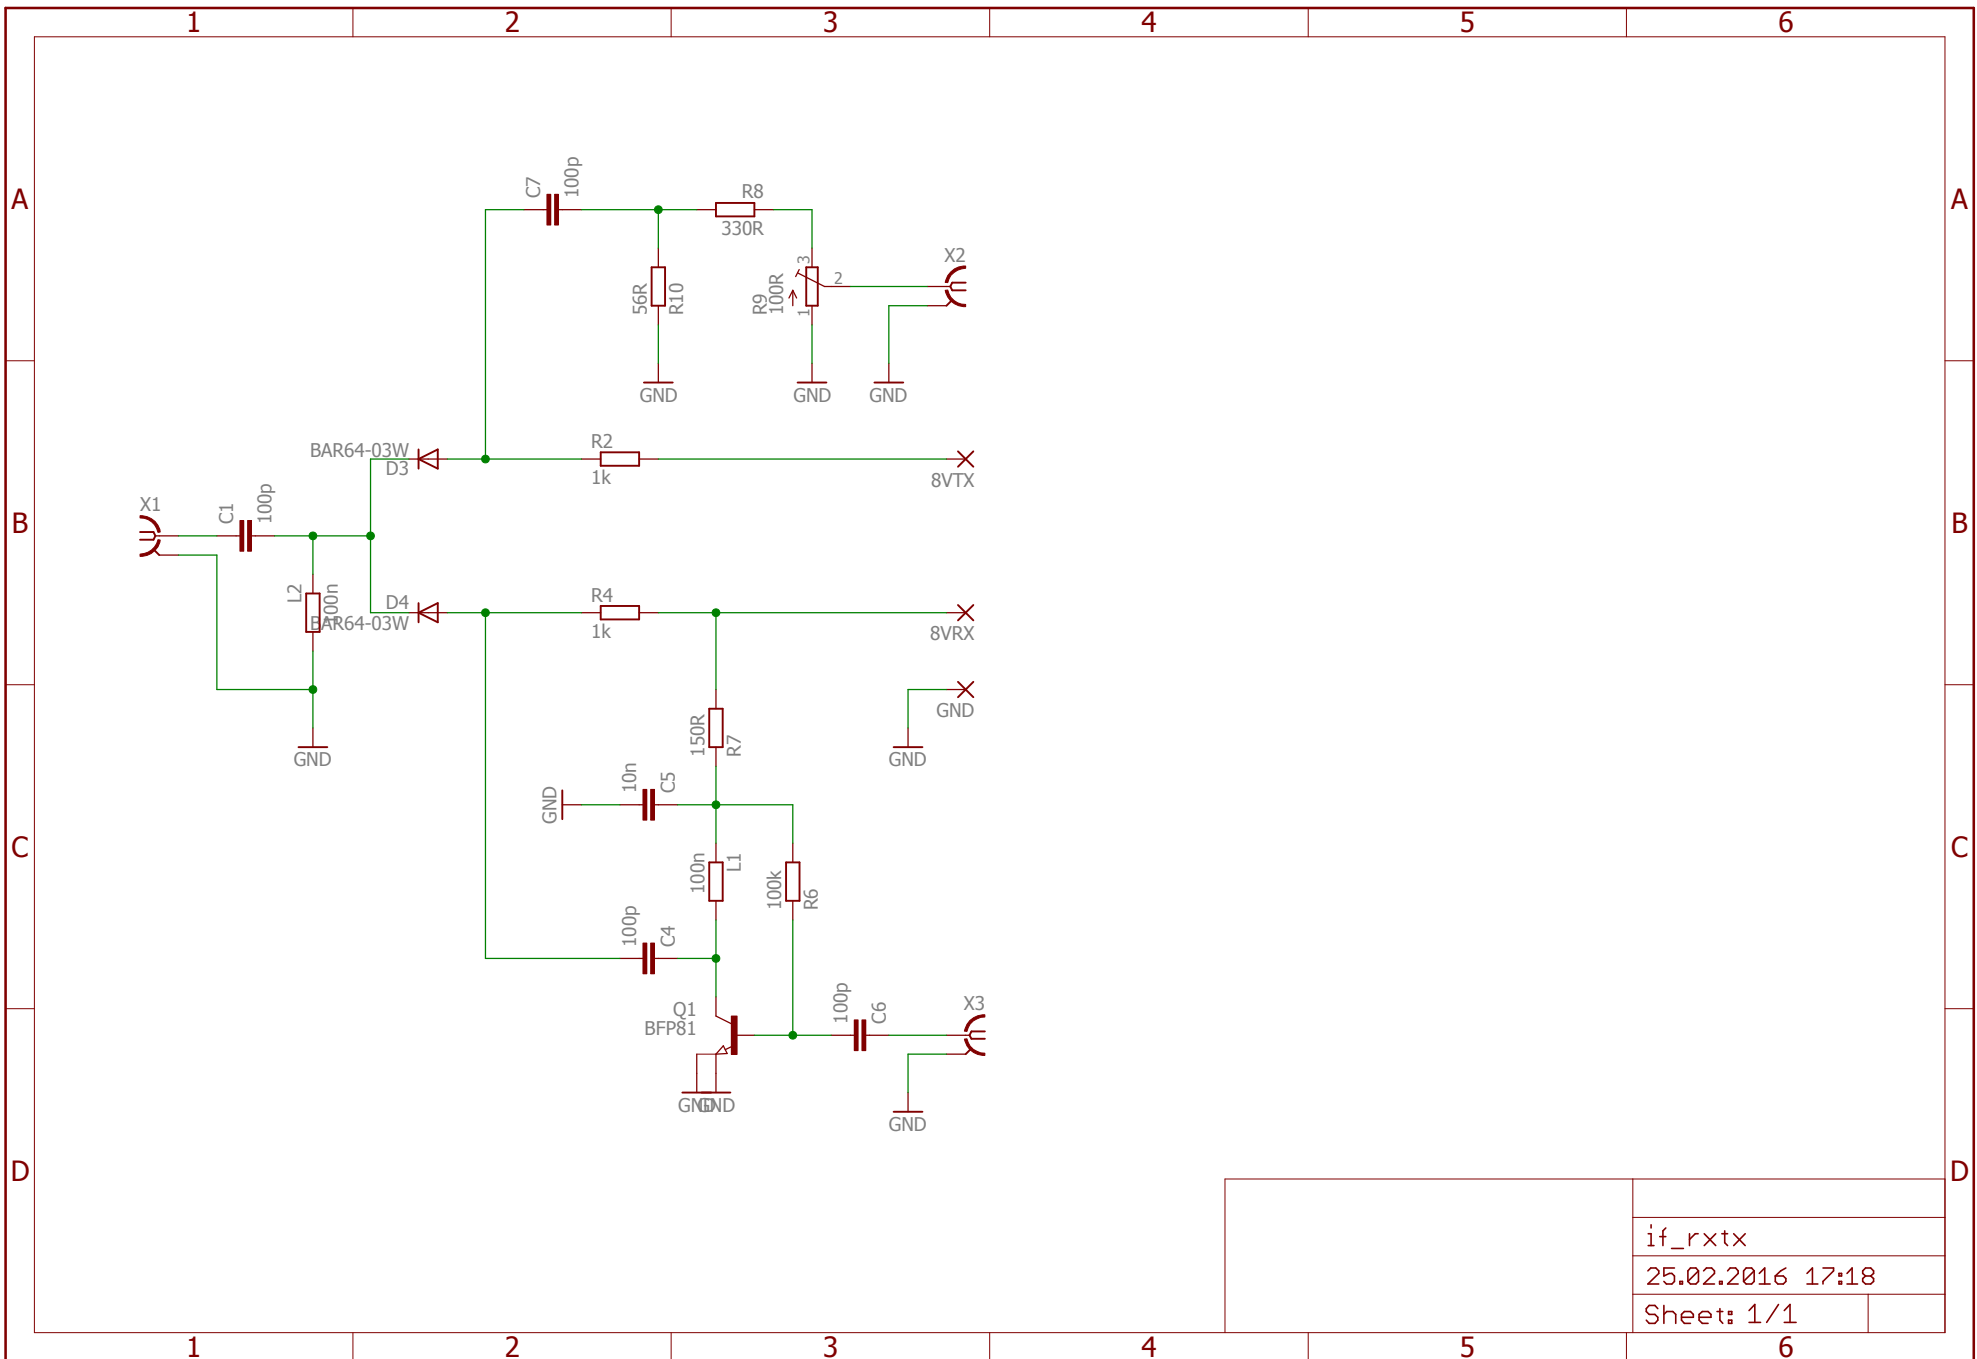 1 2 3 4 5 6
A A
C7
100p
R8
330R
56R
R10
R9
100R
3
2
1
X2
GND GND GND
BAR64-03W
D3
R2
1k
8VTX
X1
C1
100p
B B
L2
100n
D4
BAR64-03W
R4
1k
8VRX
GND
GND
GND
150R
R7
GND
10n
C5
C C
100n
L1
100k
R6
100p
C4
Q1
BFP81
100p
C6
X3
GND GND
GND
D D
if_rxtx
25.02.2016 17:18
Sheet: 1/1
1 2 3 4 5 6